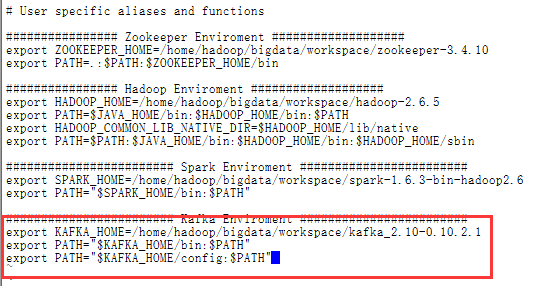 # User specific aliases and functions
################ Zookeeper Enviroment ###################
export ZOOKEEPER_HOME=/home/hadoop/bigdata/workspace/zookeeper-3.4.10
export PATH=.:$PATH:$ZOOKEEPER_HOME/bin
################ Hadoop Enviroment ###################
export HADOOP_HOME=/home/hadoop/bigdata/workspace/hadoop-2.6.5
export PATH=$JAVA_HOME/bin:$HADOOP_HOME/bin:$PATH
export HADOOP_COMMON_LIB_NATIVE_DIR=$HADOOP_HOME/lib/native
export PATH=$PATH:$JAVA_HOME/bin:$HADOOP_HOME/bin:$HADOOP_HOME/sbin
######################## Spark Enviroment ########################
export SPARK_HOME=/home/hadoop/bigdata/workspace/spark-1.6.3-bin-hadoop2.6
export PATH="$SPARK_HOME/bin:$PATH"
######################## Kafka Enviroment ########################
export KAFKA_HOME=/home/hadoop/bigdata/workspace/kafka_2.10-0.10.2.1
export PATH="$KAFKA_HOME/bin:$PATH"
export PATH="$KAFKA_HOME/config:$PATH"
~